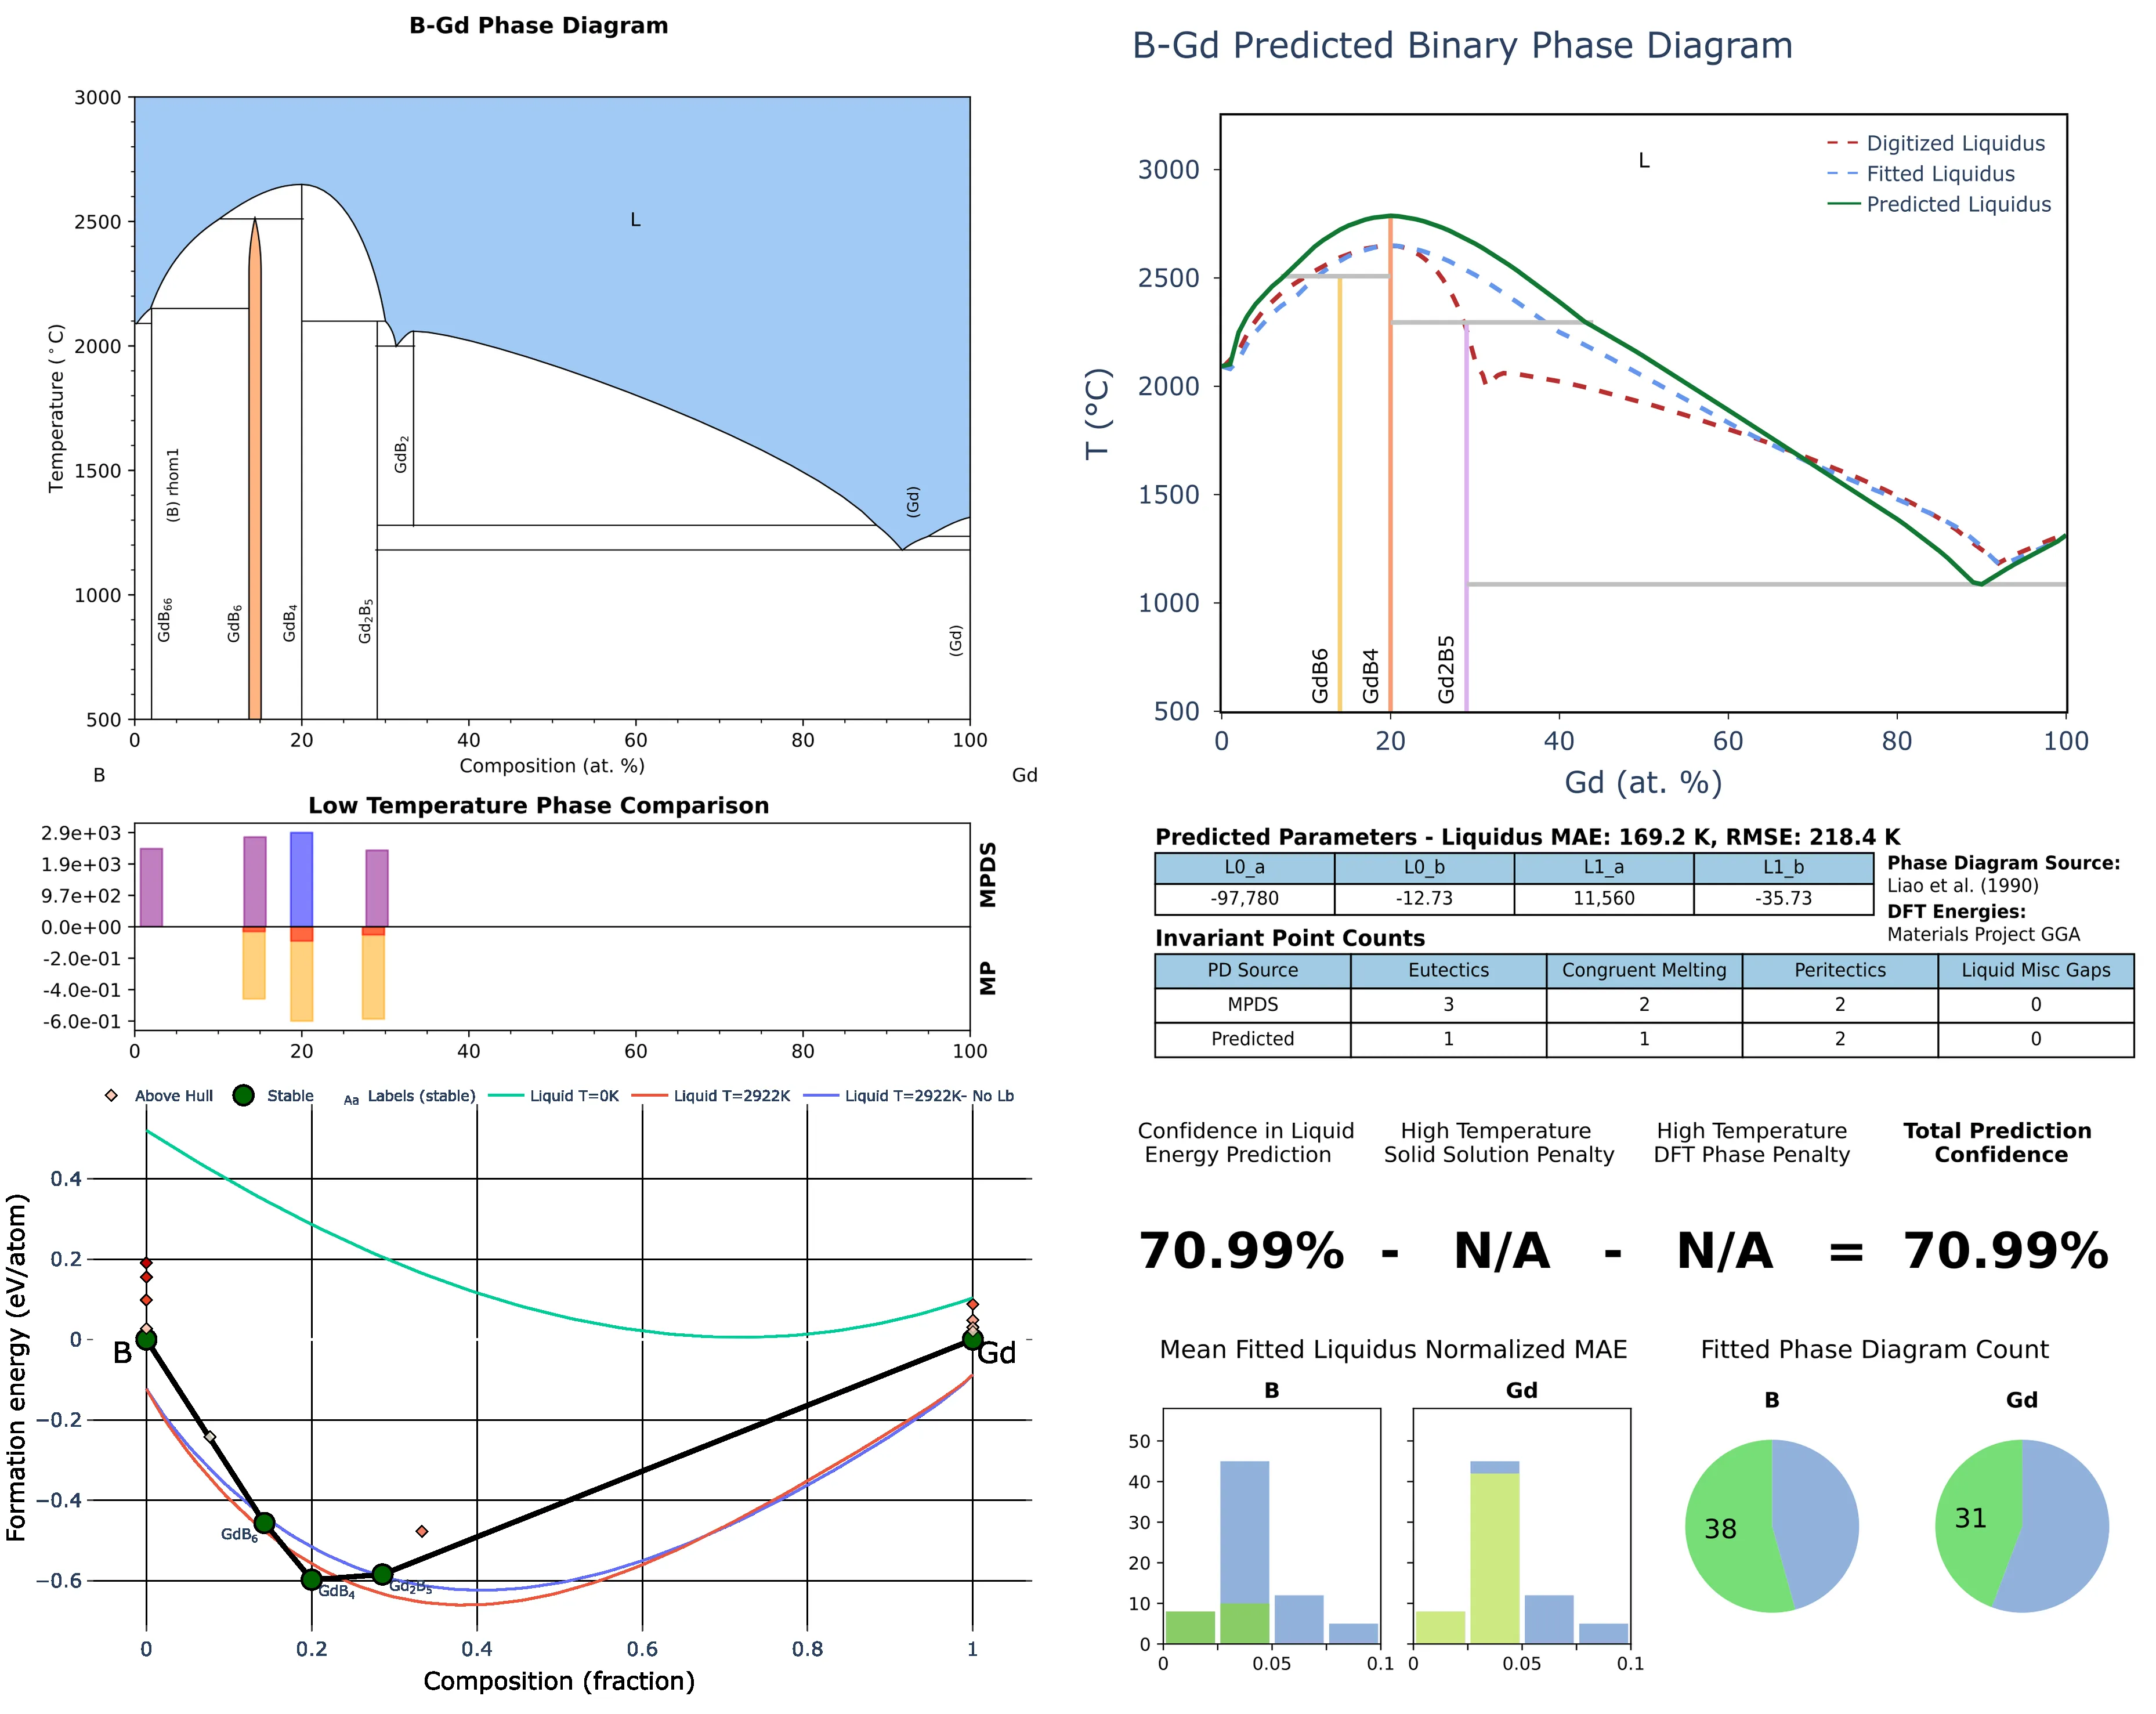 B-Gd Phase Diagram
3000
2500
2000
1500
1000
500
Temperature (°C)
L
(B) rhom1
GdB66
GdB6
GdB4
Gd2B5
GdB2
(Gd)
(Gd)
0 20 40 60 80 100
Composition (at. %)
B Gd
Low Temperature Phase Comparison
2.9e+03
1.9e+03
9.7e+02
0.0e+00
-2.0e-01
-4.0e-01
-6.0e-01
MPDS
MP
0 20 40 60 80 100
Above Hull Stable Aa Labels (stable) Liquid T=0K Liquid T=2922K Liquid T=2922K- No Lb
0.4
0.2
0
−0.2
−0.4
−0.6
Formation energy (eV/atom)
B
Gd
GdB6
GdB4
Gd2B5
0 0.2 0.4 0.6 0.8 1
Composition (fraction)
B-Gd Predicted Binary Phase Diagram
3000
2500
2000
1500
1000
500
T (°C)
L
Digitized Liquidus
Fitted Liquidus
Predicted Liquidus
GdB6
GdB4
Gd2B5
0 20 40 60 80 100
Gd (at. %)
Predicted Parameters - Liquidus MAE: 169.2 K, RMSE: 218.4 K
L0_a L0_b L1_a L1_b
-97,780 -12.73 11,560 -35.73
Phase Diagram Source:
Liao et al. (1990)
DFT Energies:
Materials Project GGA
Invariant Point Counts
PD Source Eutectics Congruent Melting Peritectics Liquid Misc Gaps
MPDS 3 2 2 0
Predicted 1 1 2 0
Confidence in Liquid
Energy Prediction
High Temperature
Solid Solution Penalty
High Temperature
DFT Phase Penalty
Total Prediction
Confidence
70.99% - N/A - N/A = 70.99%
Mean Fitted Liquidus Normalized MAE
B
Gd
50
40
30
20
10
0
0 0.05 0.1
0 0.05 0.1
Fitted Phase Diagram Count
B
Gd
38
31